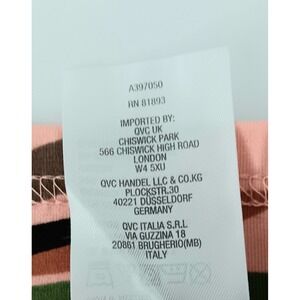 A397050
RN 81893
IMPORTED BY:
QVC UK
CHISWICK PARK
566 CHISWICK HIGH ROAD
LONDON
W4 5XU
QVC HANDEL LLC & CO.KG
PLOCKSTR.30
40221 DÜSSELDORF
GERMANY
QVC ITALIA S.R.L
VIA GUZZINA 18
20861 BRUGHERIO(MB)
ITALY